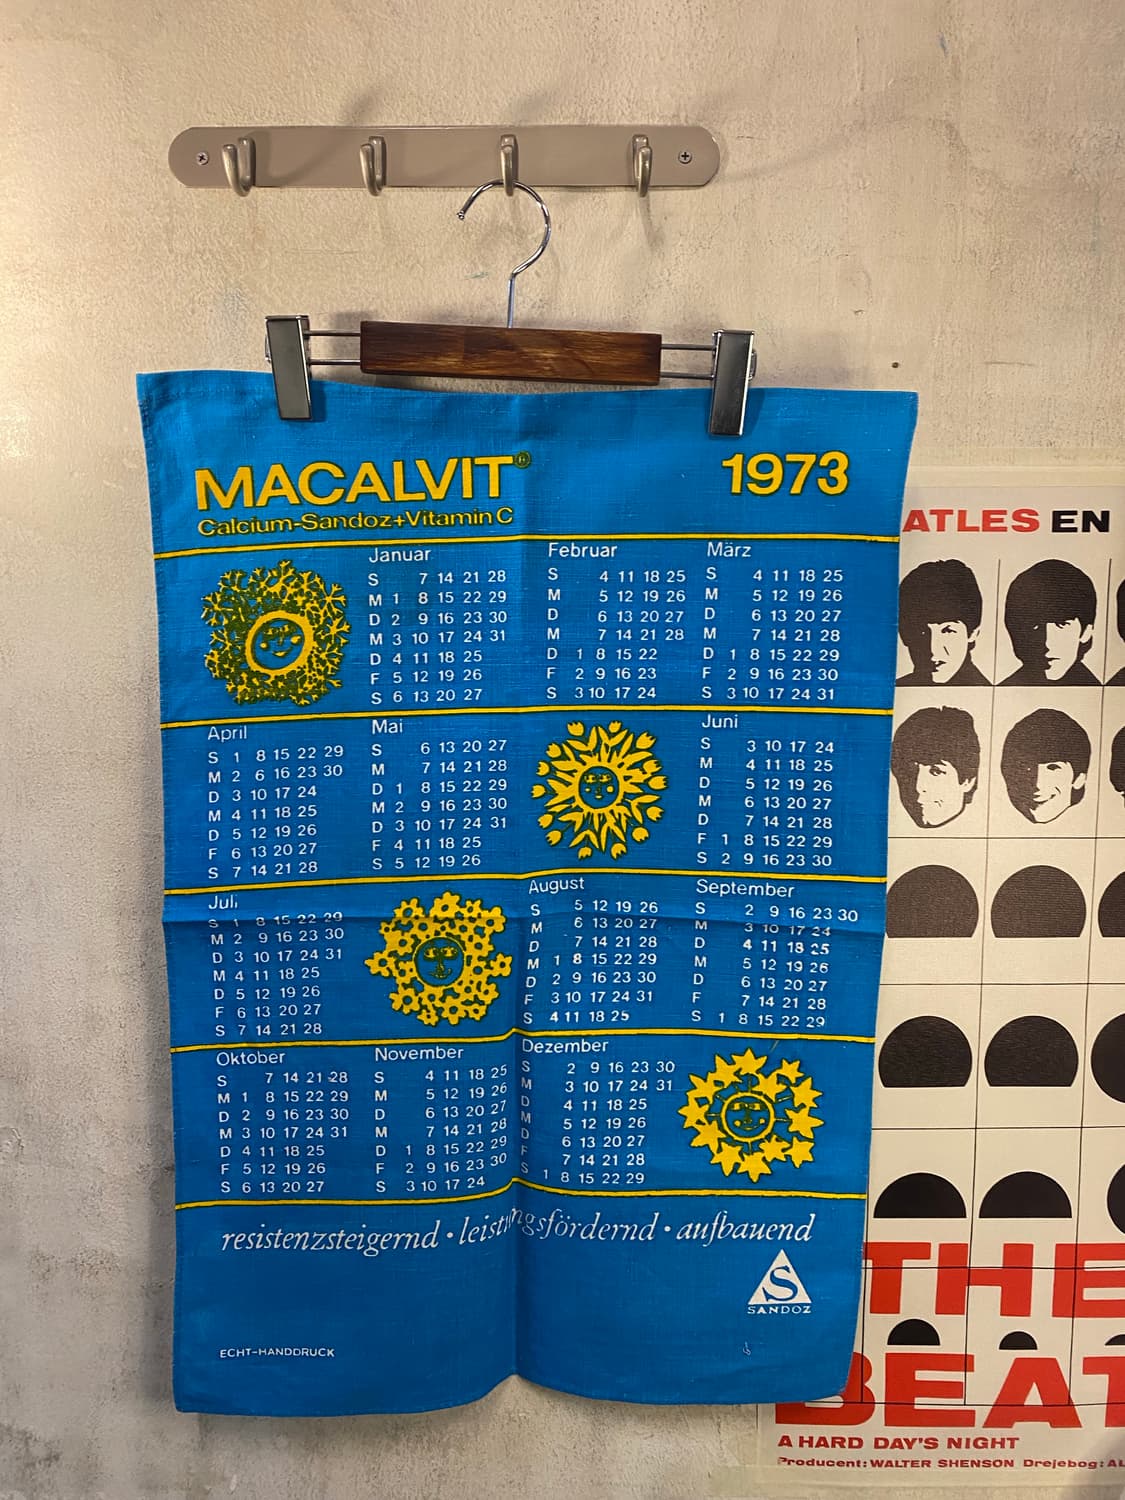 MACALVIT®
1973
Calcium-Sandoz+Vitamin C
Januar
S 7 14 21 28
M 1 8 15 22 29
D 2 9 16 23 30
M 3 10 17 24 31
D 4 11 18 25
F 5 12 19 26
S 6 13 20 27
Februar
S 4 11 18 25
M 5 12 19 26
D 6 13 20 27
M 7 14 21 28
D 1 8 15 22
F 2 9 16 23
S 3 10 17 24
März
S 4 11 18 25
M 5 12 19 26
D 6 13 20 27
M 7 14 21 28
D 1 8 15 22 29
F 2 9 16 23 30
S 3 10 17 24 31
April
S 1 8 15 22 29
M 2 6 16 23 30
D 3 10 17 24
M 4 11 18 25
D 5 12 19 26
F 6 13 20 27
S 7 14 21 28
Mai
S 6 13 20 27
M 7 14 21 28
D 1 8 15 22 29
M 2 9 16 23 30
D 3 10 17 24 31
F 4 11 18 25
S 5 12 19 26
Juni
S 3 10 17 24
M 4 11 18 25
D 5 12 19 26
M 6 13 20 27
D 7 14 21 28
F 1 8 15 22 29
S 2 9 16 23 30
Juli
S 1 8 15 22 29
M 2 9 16 23 30
D 3 10 17 24 31
M 4 11 18 25
D 5 12 19 26
F 6 13 20 27
S 7 14 21 28
August
S 5 12 19 26
M 6 13 20 27
D 7 14 21 28
M 1 8 15 22 29
D 2 9 16 23 30
F 3 10 17 24 31
S 4 11 18 25
September
S 2 9 16 23 30
M 3 10 17 24
D 4 11 18 25
M 5 12 19 26
D 6 13 20 27
F 7 14 21 28
S 1 8 15 22 29
Oktober
S 7 14 21 28
M 1 8 15 22 29
D 2 9 16 23 30
M 3 10 17 24 31
D 4 11 18 25
F 5 12 19 26
S 6 13 20 27
November
S 4 11 18 25
M 5 12 19 26
D 6 13 20 27
M 7 14 21 28
D 1 8 15 22 29
F 2 9 16 23 30
S 3 10 17 24
Dezember
S 2 9 16 23 30
M 3 10 17 24 31
D 4 11 18 25
M 5 12 19 26
D 6 13 20 27
F 7 14 21 28
S 1 8 15 22 29
resistenzsteigernd • leistungsfördernd • aufbauend
S
SANDOZ
ECHT-HANDDRUCK
ATLES EN
THE
BEAT
A HARD DAY'S NIGHT
Producent: WALTER SHENSON Drejebog: AL